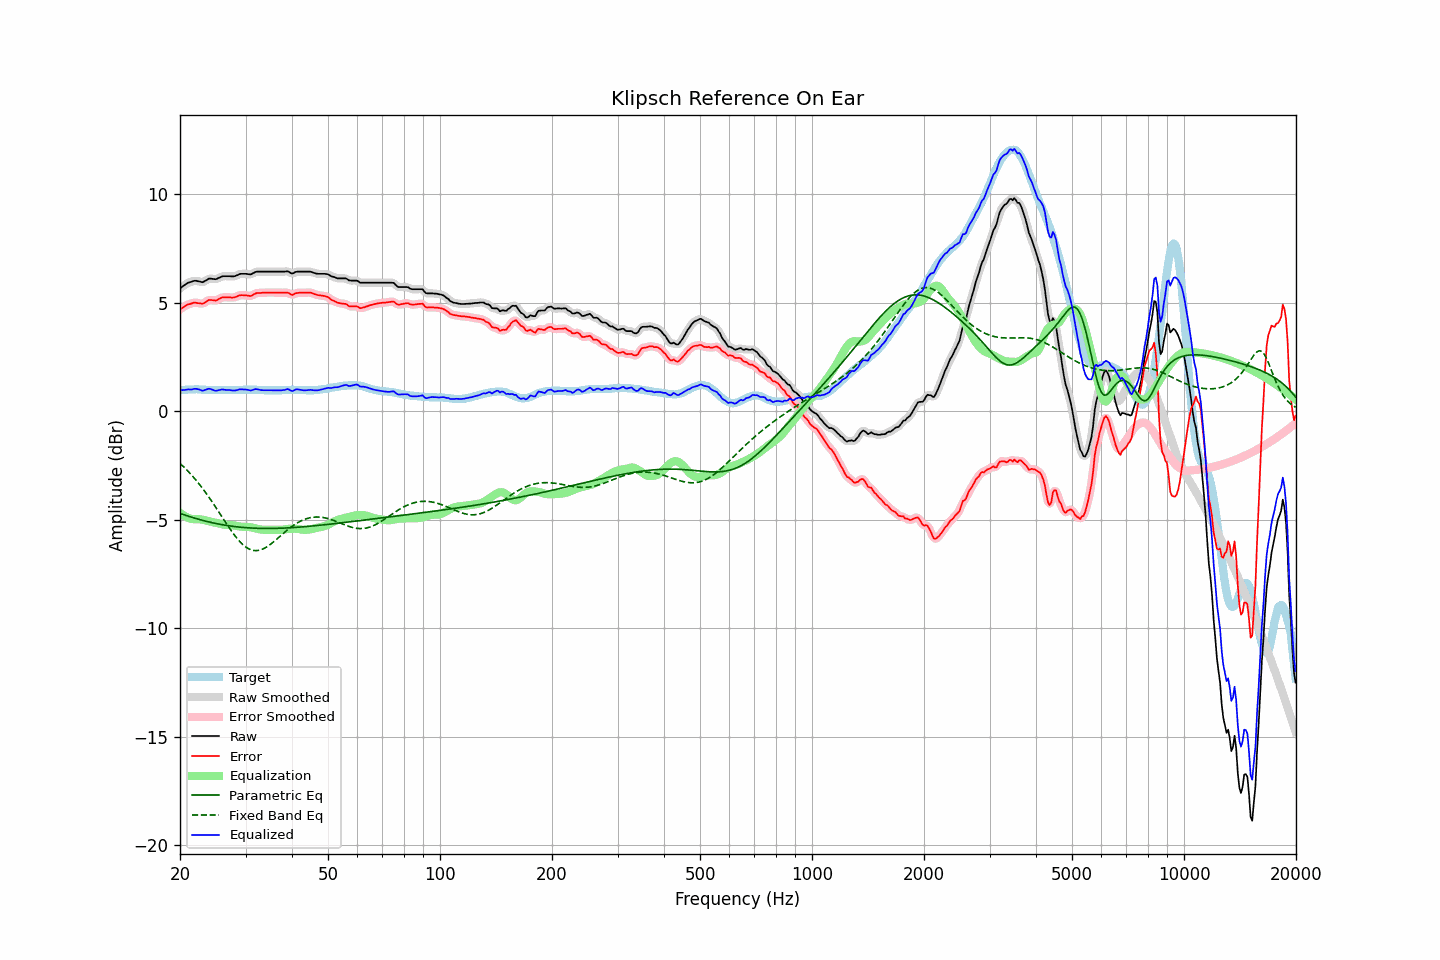 Klipsch Reference On Ear
Amplitude (dBr)
10
5
0
−5
−10
−15
−20
Target
Raw Smoothed
Error Smoothed
Raw
Error
Equalization
Parametric Eq
Fixed Band Eq
Equalized
20 50 100 200 500 1000 2000 5000 10000 20000
Frequency (Hz)